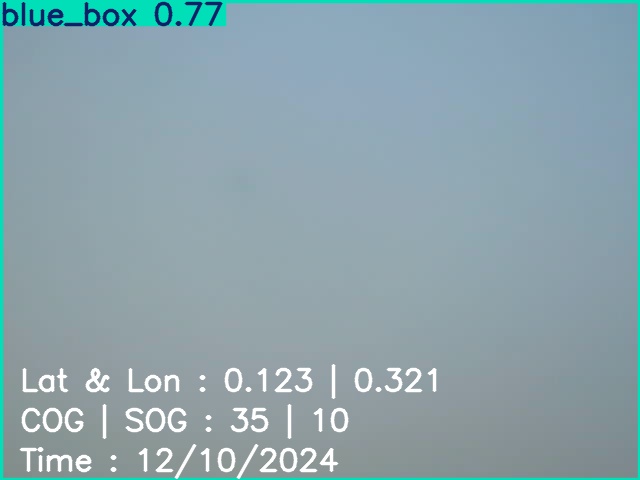 blue_box 0.77
Lat & Lon : 0.123 | 0.321
COG | SOG : 35 | 10
Time : 12/10/2024